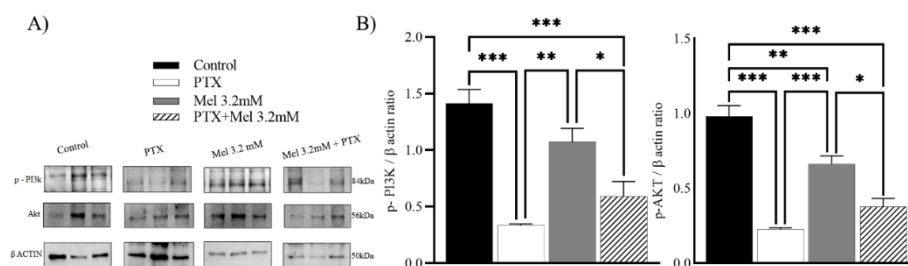 A)
Control
PTX
Mel 3.2mM
PTX+Mel 3.2mM
Control
PTX
Mel 3.2 mM
Mel 3.2mM + PTX
p - PI3k
84kDa
Akt
56kDa
β ACTIN
50kDa
B)
p- PI3K / β actin ratio
2.0
1.5
1.0
0.5
0.0
***
***
**
*
p-AKT / β actin ratio
1.5
1.0
0.5
0.0
***
**
***
***
*